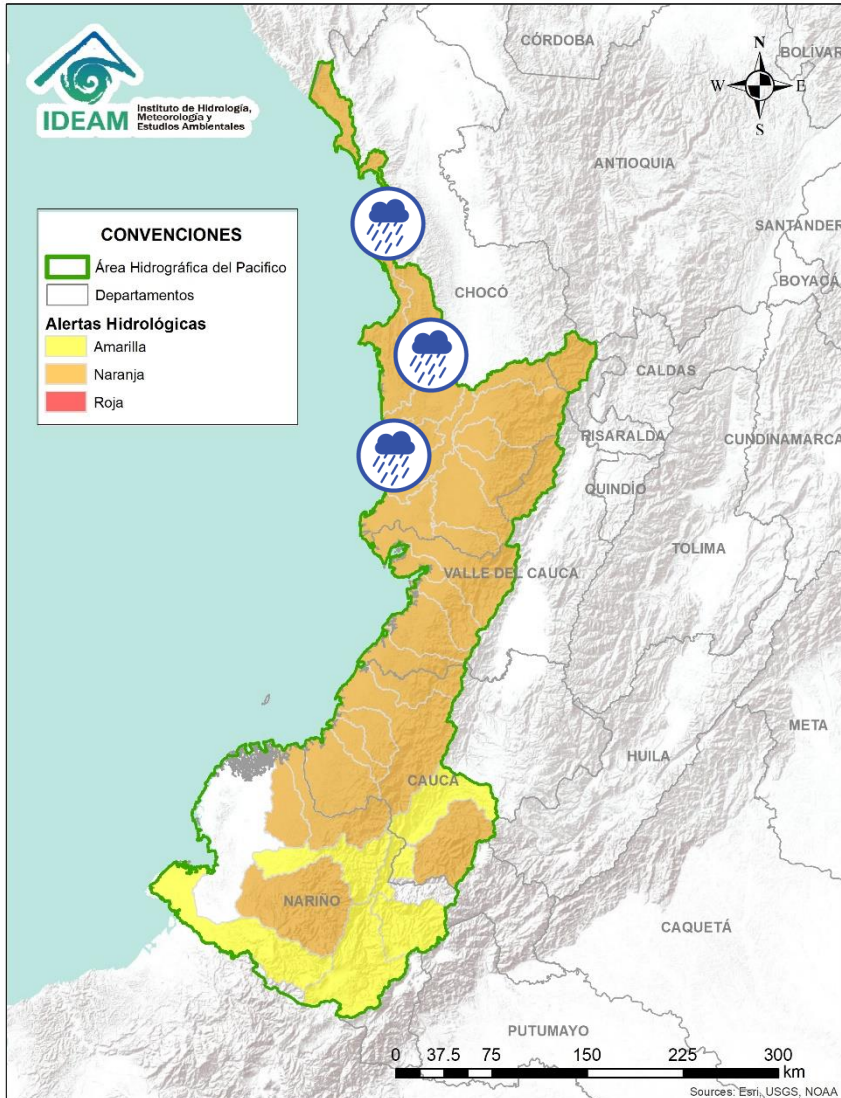 IDEAM
Instituto de Hidrología,
Meteorología y
Estudios Ambientales
N
W
E
S
CONVENCIONES
Área Hidrográfica del Pacifico
Departamentos
Alertas Hidrológicas
Amarilla
Naranja
Roja
CÓRDOBA
BOLÍVAR
ANTIOQUIA
SANTANDER
BOYACÁ
CHOCÓ
CALDAS
RISARALDA
CUNDINAMARCA
QUINDÍO
TOLIMA
VALLE DEL CAUCA
META
HUILA
CAUCA
NARIÑO
CAQUETÁ
PUTUMAYO
0 37.5 75 150 225 300
km
Sources: Esri, USGS, NOAA